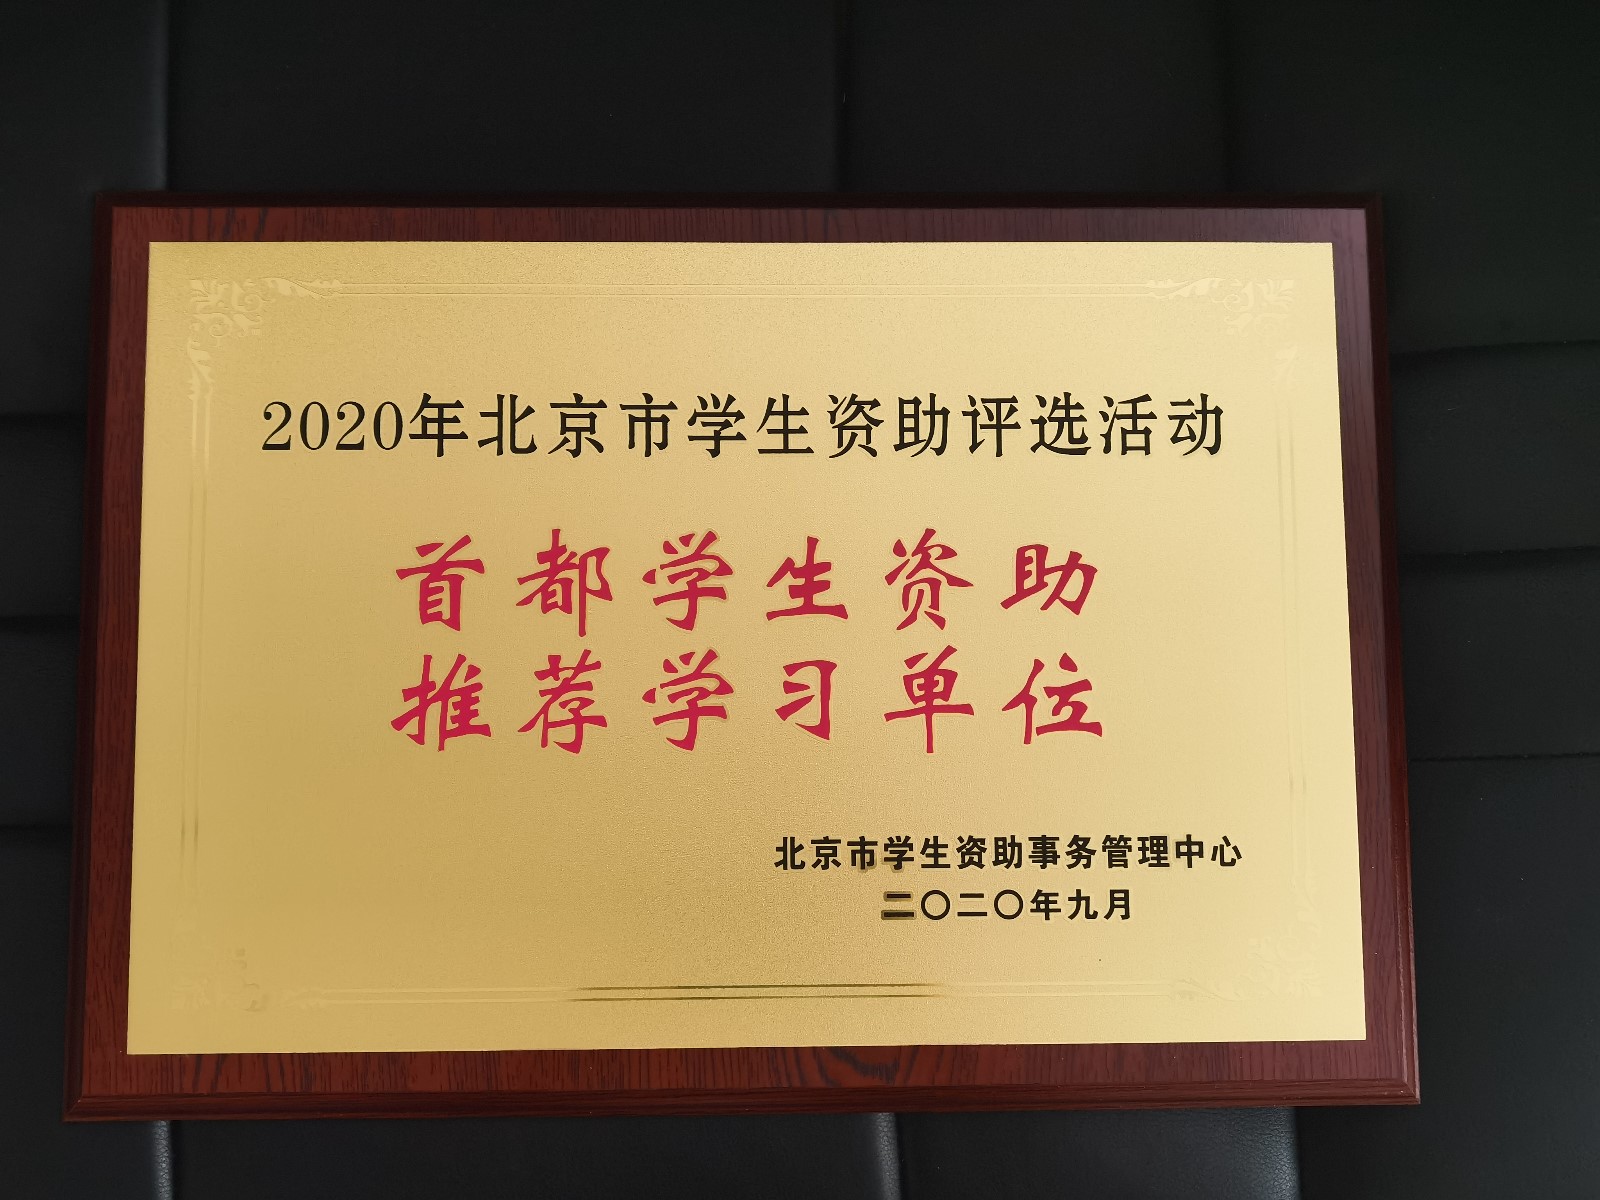 2020年北京市学生资助评选活动
首都学生资助
推荐学习单位
北京市学生资助事务管理中心
二〇二〇年九月